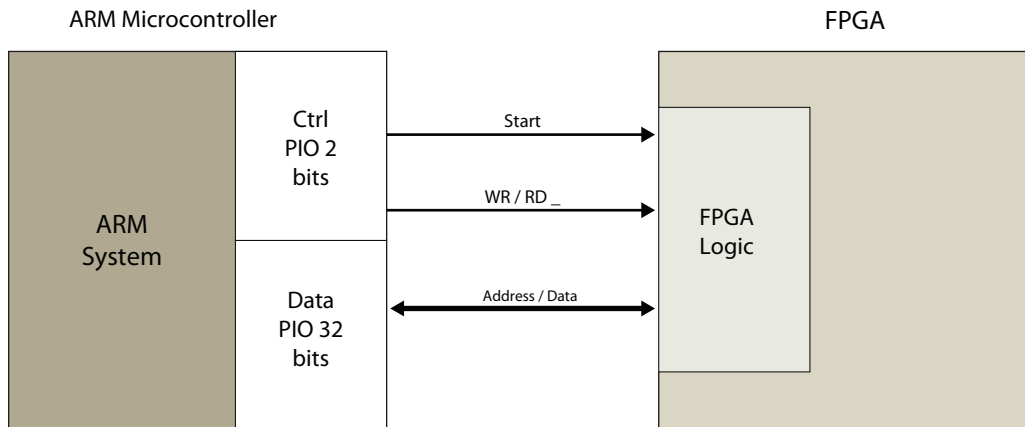 ARM Microcontroller
FPGA
Ctrl
PIO 2
bits
Start
WR / RD _
ARM
System
FPGA
Logic
Data
PIO 32
bits
Address / Data